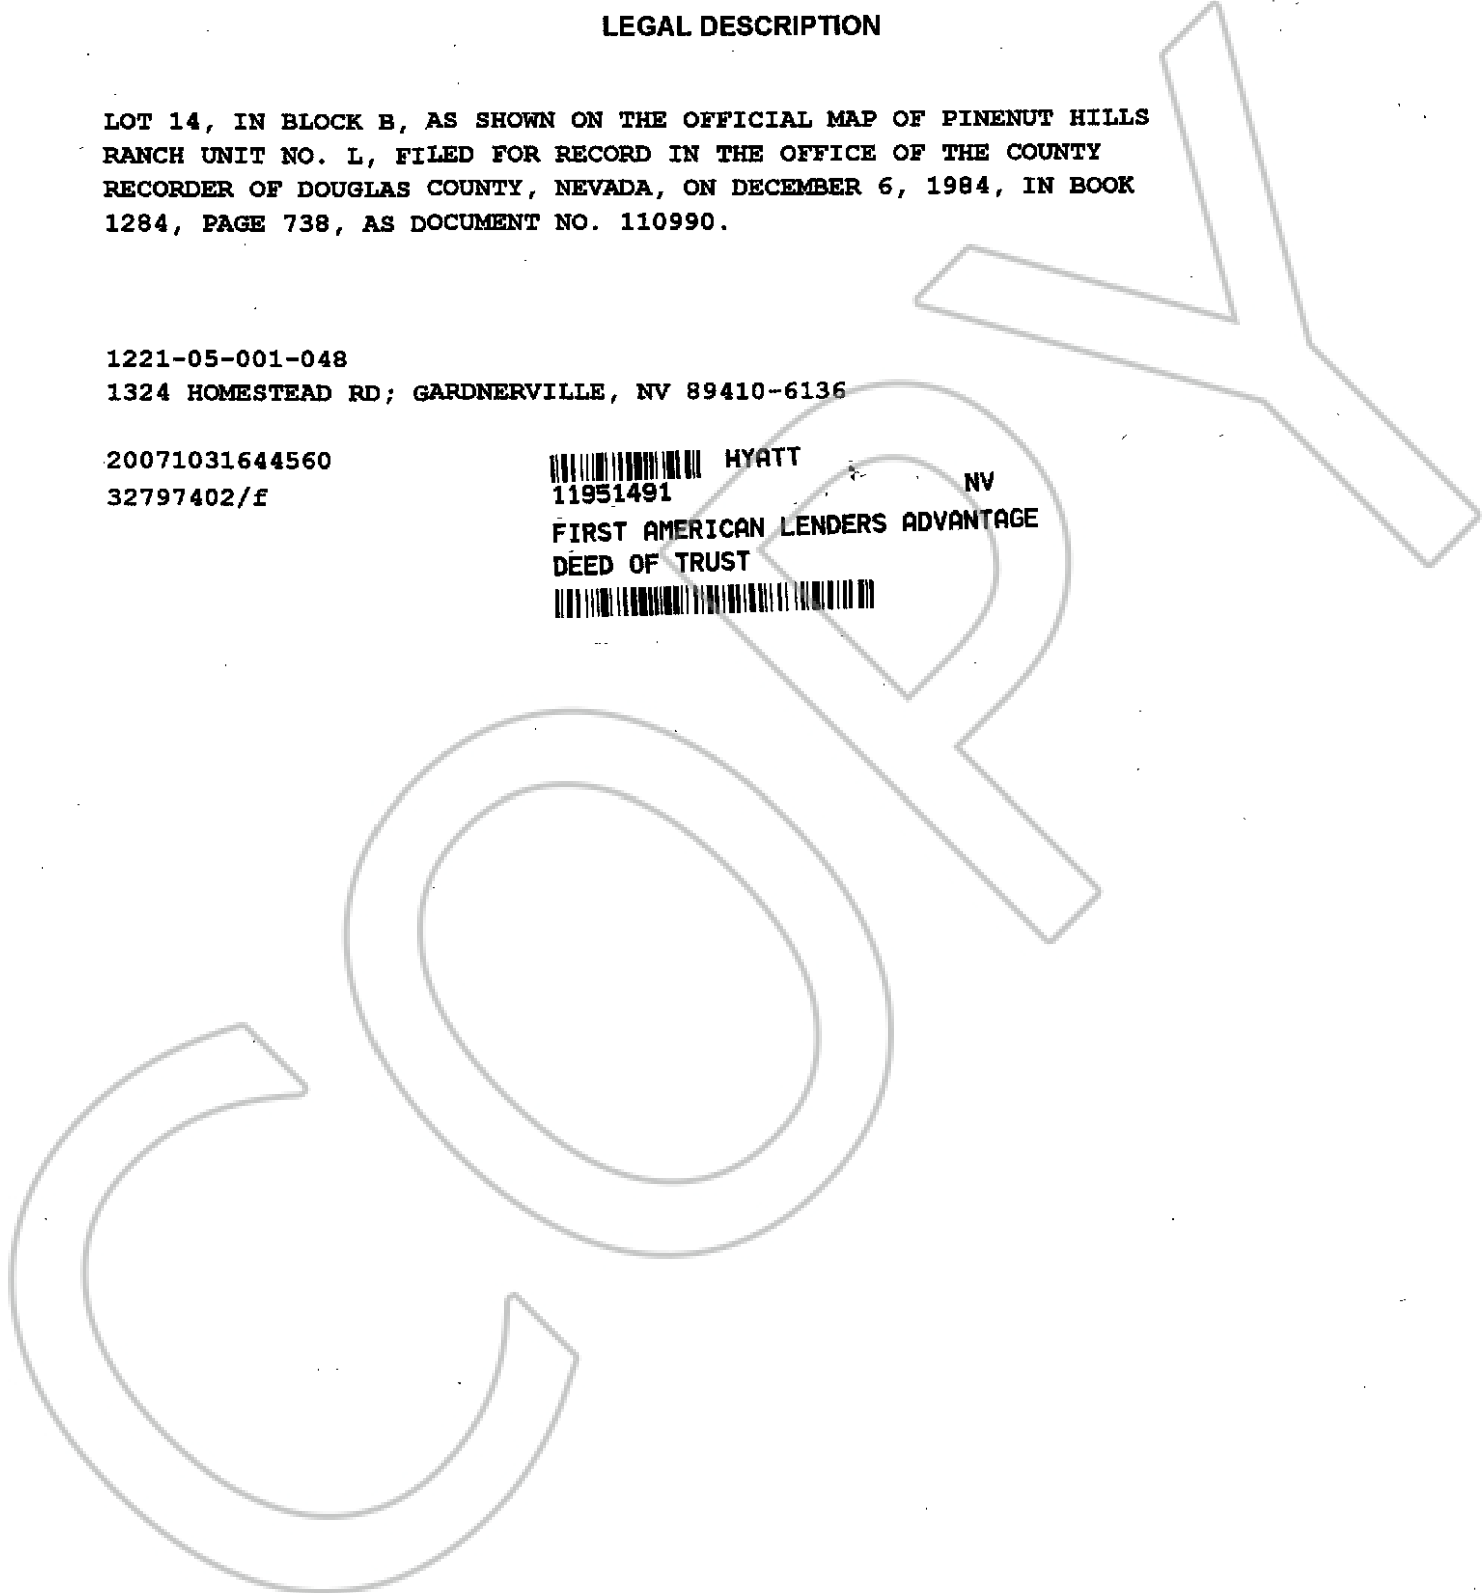 LEGAL DESCRIPTION
LOT 14, IN BLOCK B, AS SHOWN ON THE OFFICIAL MAP OF PINENUT HILLS
RANCH UNIT NO. L, FILED FOR RECORD IN THE OFFICE OF THE COUNTY
RECORDER OF DOUGLAS COUNTY, NEVADA, ON DECEMBER 6, 1984, IN BOOK
1284, PAGE 738, AS DOCUMENT NO. 110990.
1221-05-001-048
1324 HOMESTEAD RD; GARDNERVILLE, NV 89410-6136
20071031644560
32797402/f
HYATT
11951491 NV
FIRST AMERICAN LENDERS ADVANTAGE
DEED OF TRUST
COPY